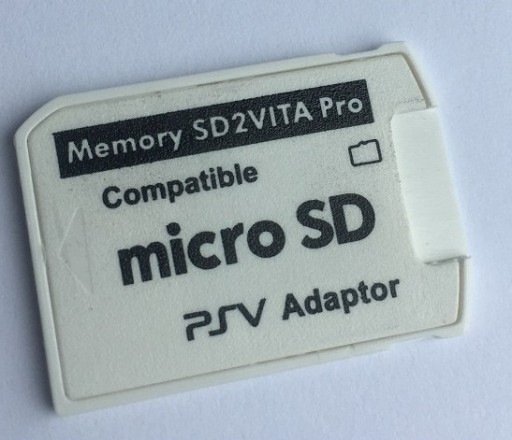 Memory SD2VITA Pro
Compatible
micro SD
PSV Adaptor